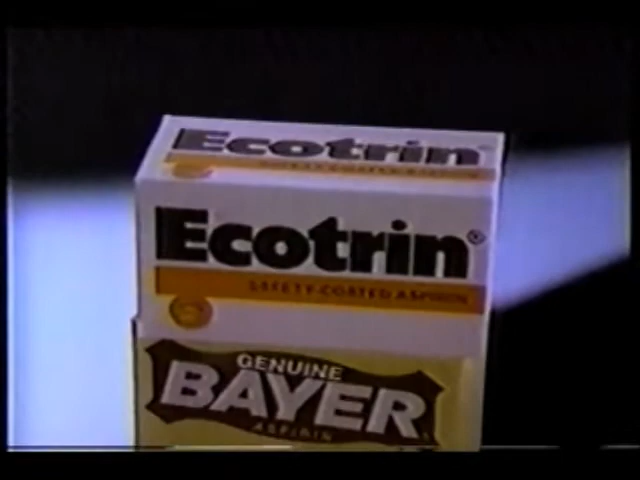 Ecotrin
Ecotrin®
SAFETY-COATED ASPIRIN
GENUINE
BAYER
ASPIRIN